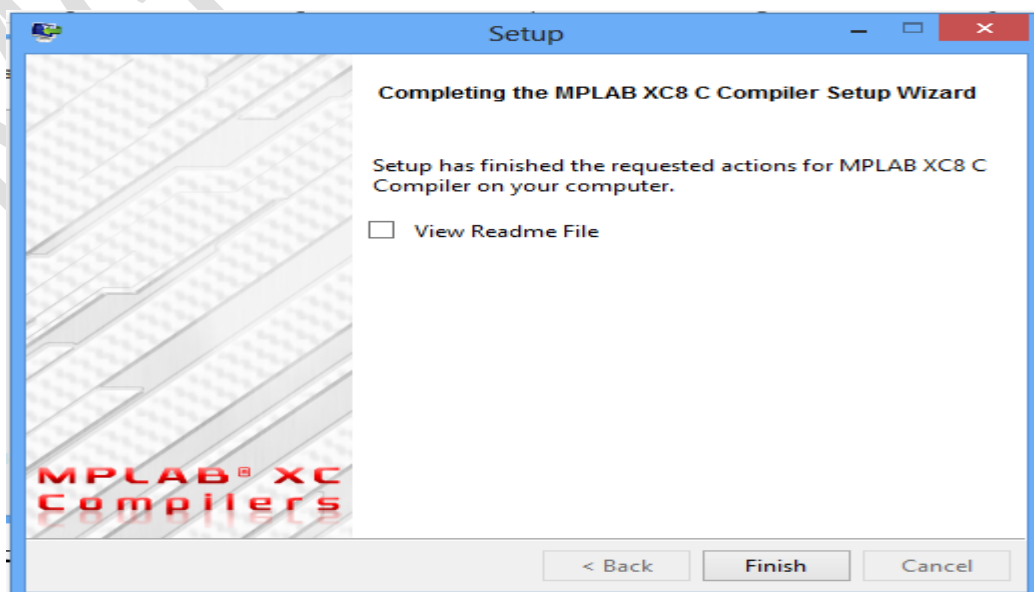 Setup
Completing the MPLAB XC8 C Compiler Setup Wizard
Setup has finished the requested actions for MPLAB XC8 C
Compiler on your computer.
View Readme File
MPLAB® XC
Compilers
< Back
Finish
Cancel